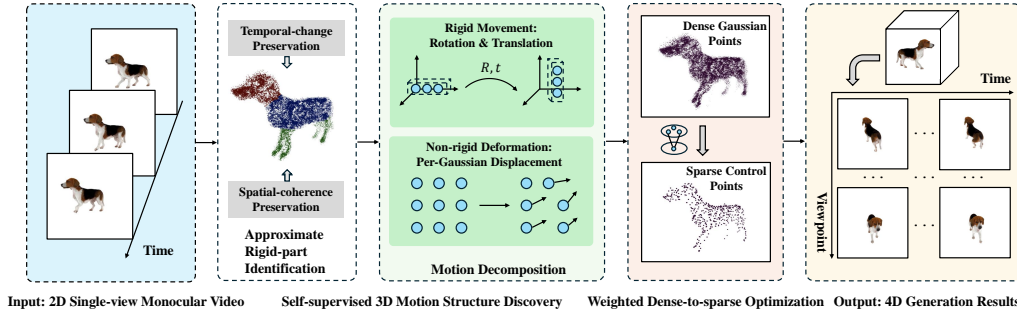 Time
Input: 2D Single-view Monocular Video
Temporal-change
Preservation
Spatial-coherence
Preservation
Approximate
Rigid-part
Identification
Rigid Movement:
Rotation & Translation
R, t
Non-rigid Deformation:
Per-Gaussian Displacement
Motion Decomposition
Self-supervised 3D Motion Structure Discovery
Dense Gaussian
Points
Sparse Control
Points
Weighted Dense-to-sparse Optimization
Time
Viewpoint
. . .
. . .
. . .
. . .
Output: 4D Generation Results